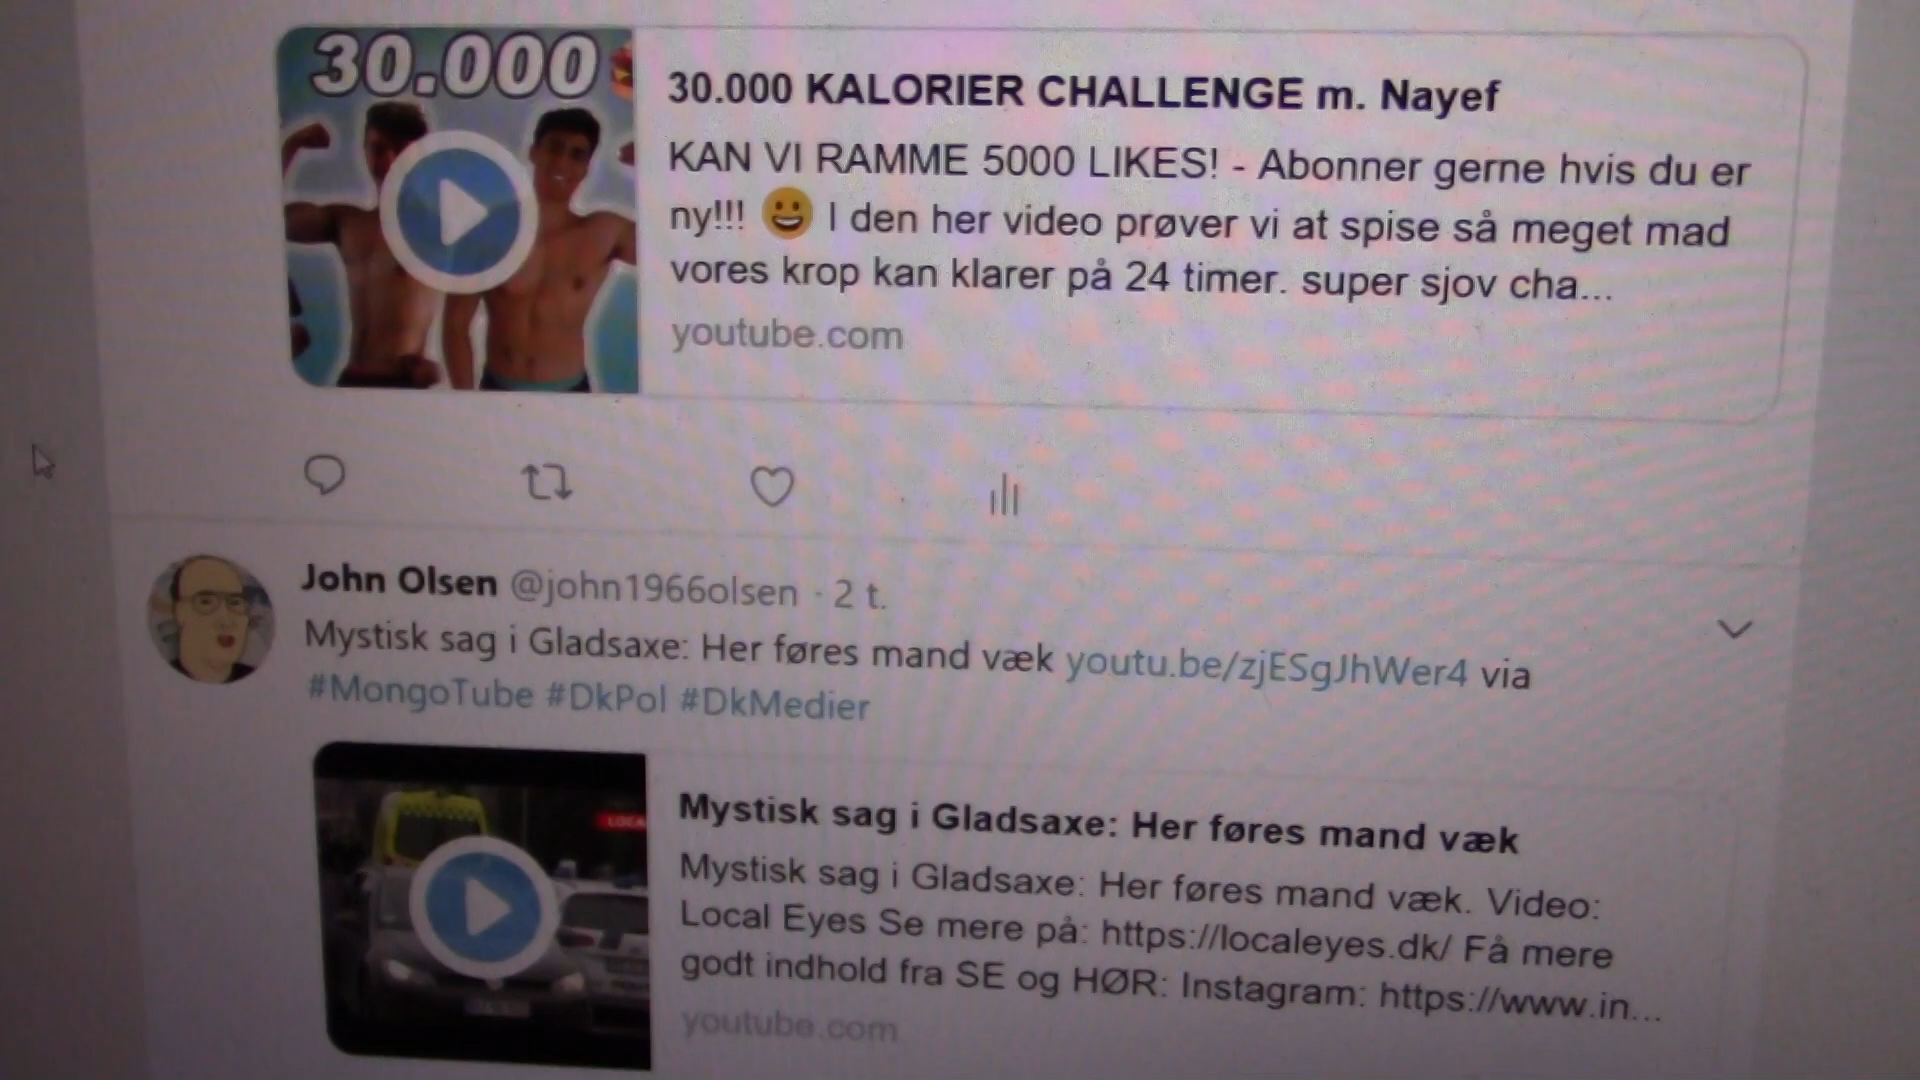 30.000
30.000 KALORIER CHALLENGE m. Nayef
KAN VI RAMME 5000 LIKES! - Abonner gerne hvis du er
ny!!! 😀 I den her video prøver vi at spise så meget mad
vores krop kan klarer på 24 timer. super sjov cha...
youtube.com
John Olsen @john1966olsen · 2 t.
Mystisk sag i Gladsaxe: Her føres mand væk youtu.be/zjESgJhWer4 via
#MongoTube #DkPol #DkMedier
LOCA
Mystisk sag i Gladsaxe: Her føres mand væk
Mystisk sag i Gladsaxe: Her føres mand væk. Video:
Local Eyes Se mere på: https://localeyes.dk/ Få mere
godt indhold fra SE og HØR: Instagram: https://www.in...
youtube.com